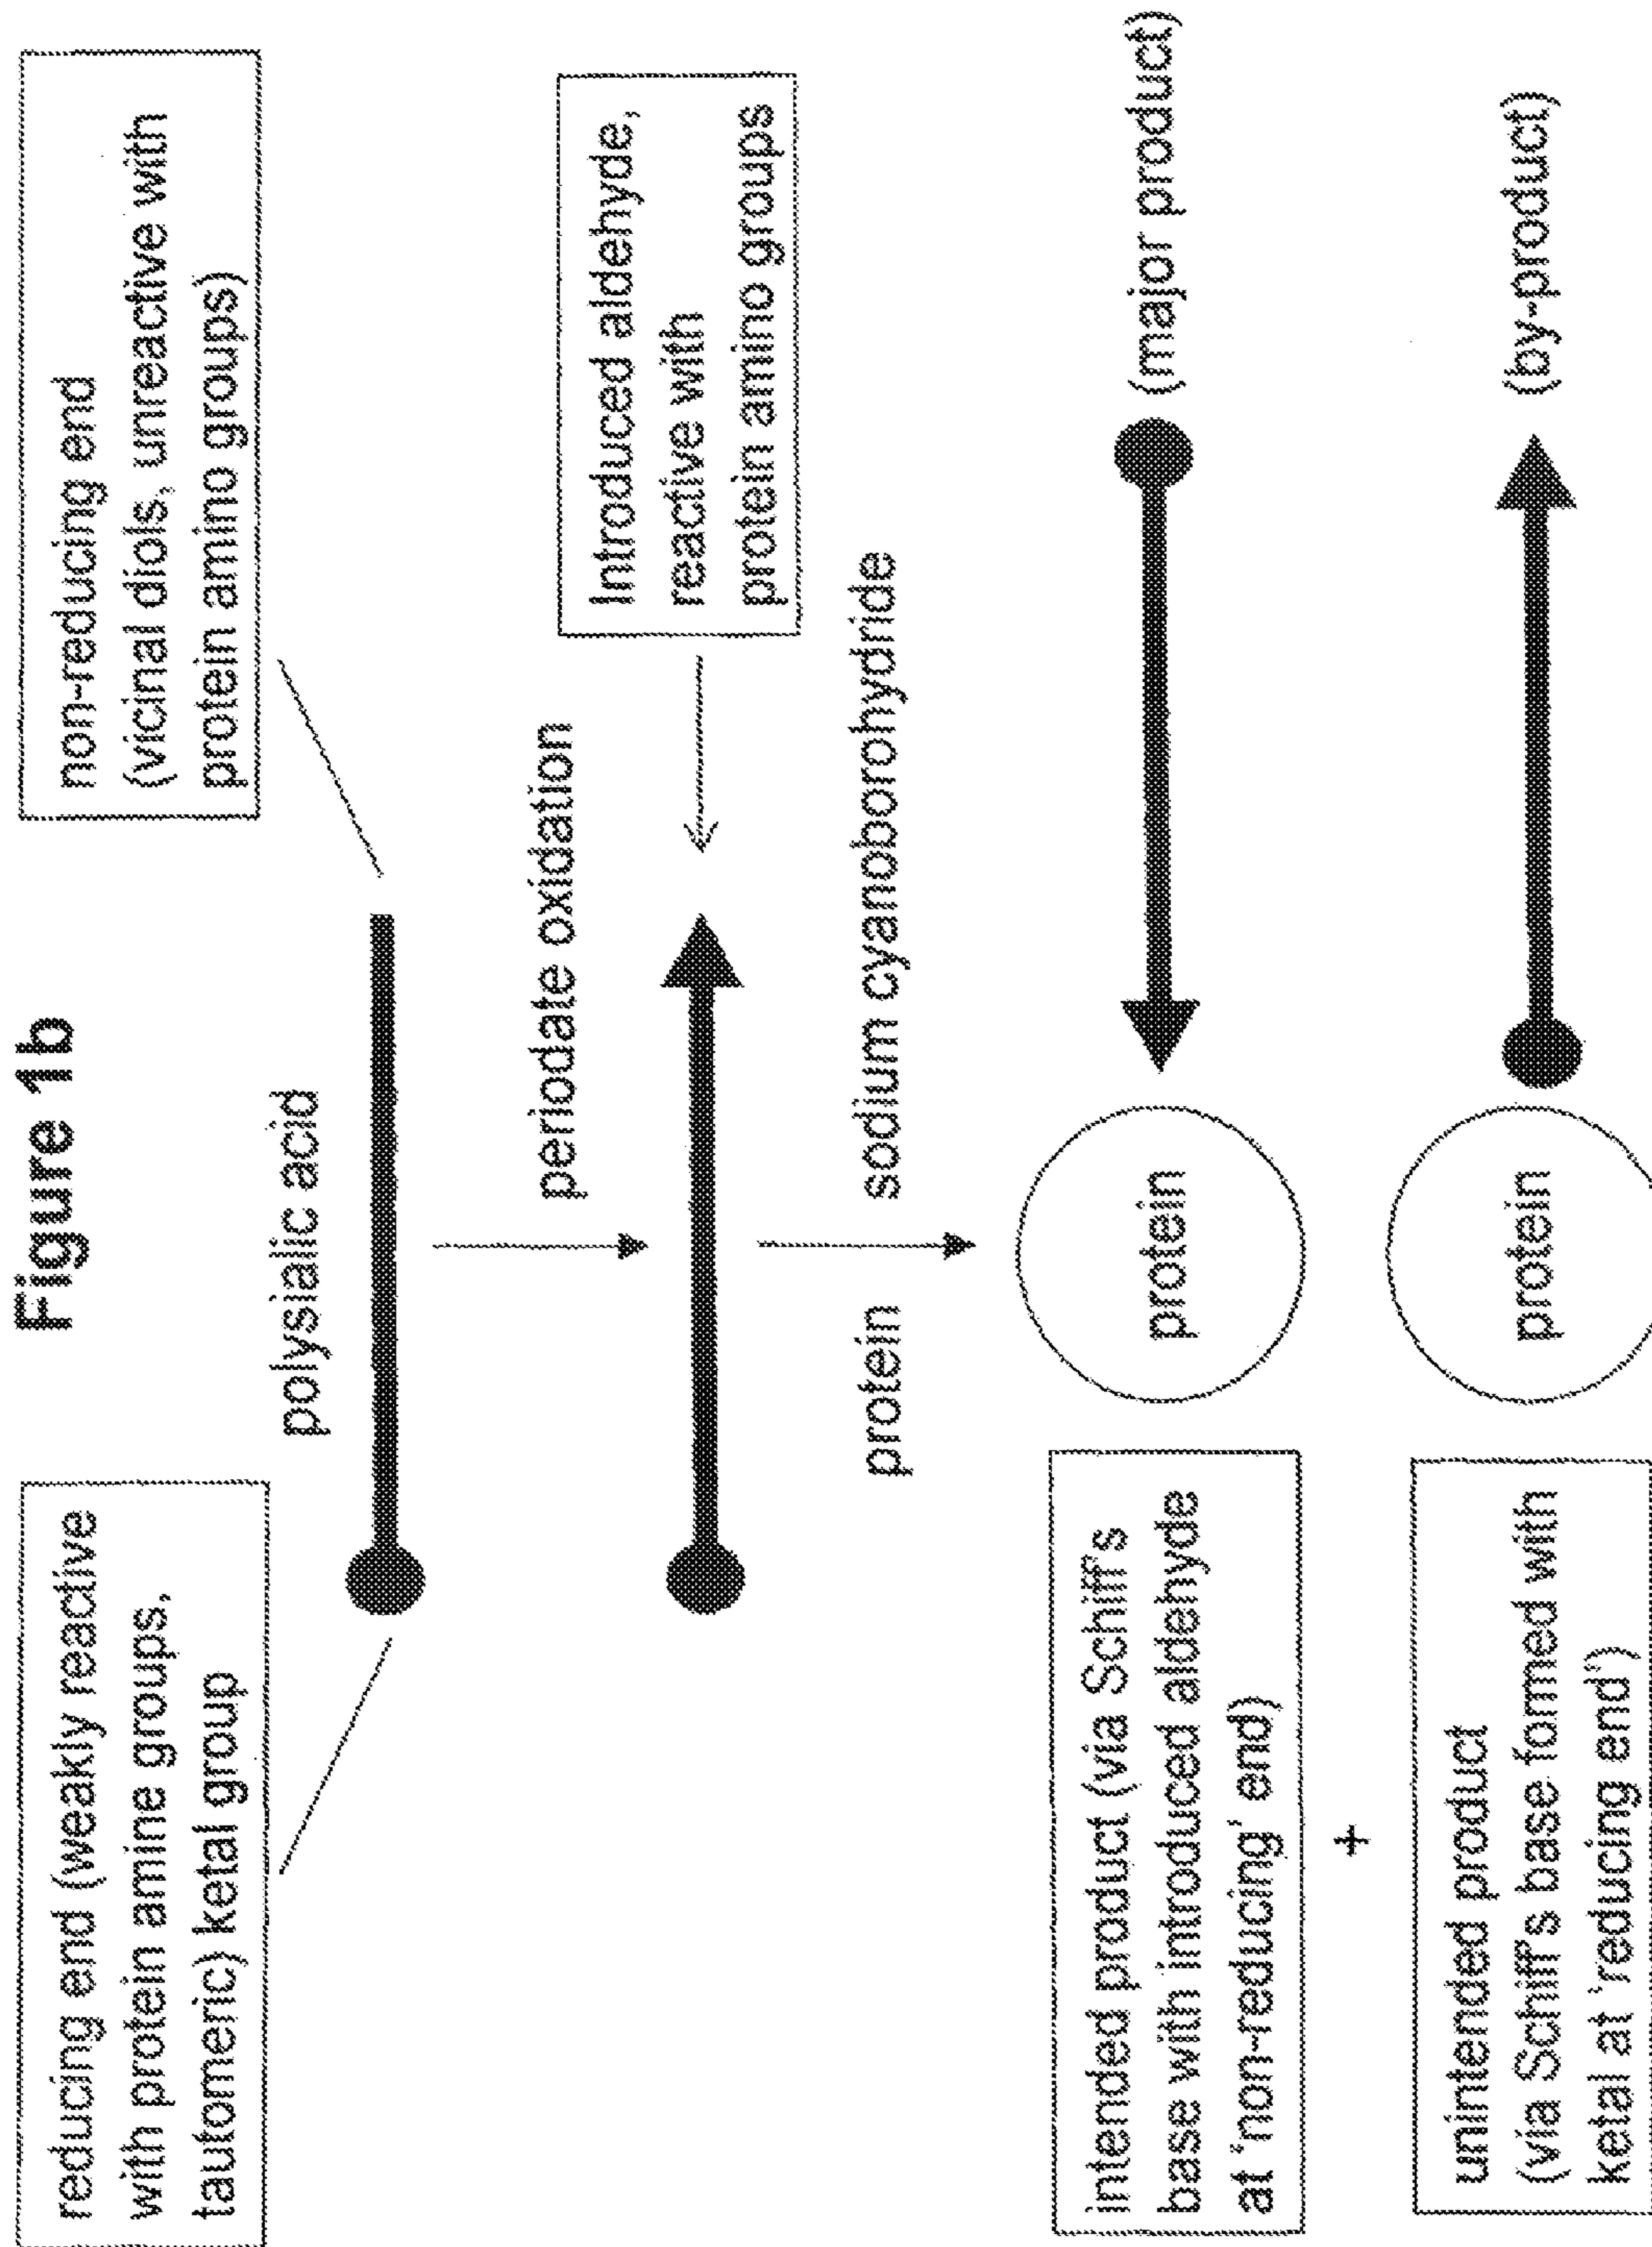 Figure 1b
reducing end (weakly reactive
with protein amine groups,
tautomeric) ketal group
non-reducing end
(vicinal diols, unreactive with
protein amino groups)
polysialic acid
periodate oxidation
Introduced aldehyde,
reactive with
protein amino groups
protein
sodium cyanoborohydride
intended product (via Schiff's
base with introduced aldehyde
at 'non-reducing' end)
protein
(major product)
+
unintended product
(via Schiff's base formed with
ketal at 'reducing end')
protein
(by-product)